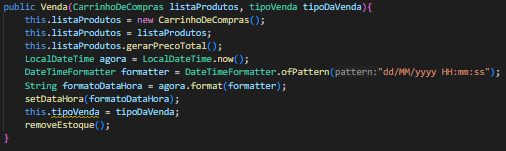 public Venda(CarrinhoDeCompras listaProdutos, tipoVenda tipoDaVenda){
this.listaProdutos = new CarrinhoDeCompras();
this.listaProdutos = listaProdutos;
this.listaProdutos.gerarPrecoTotal();
LocalDateTime agora = LocalDateTime.now();
DateTimeFormatter formatter = DateTimeFormatter.ofPattern(pattern:"dd/MM/yyyy HH:mm:ss");
String formatoDataHora = agora.format(formatter);
setDataHora(formatoDataHora);
this.tipoVenda = tipoDaVenda;
removeEstoque();
}